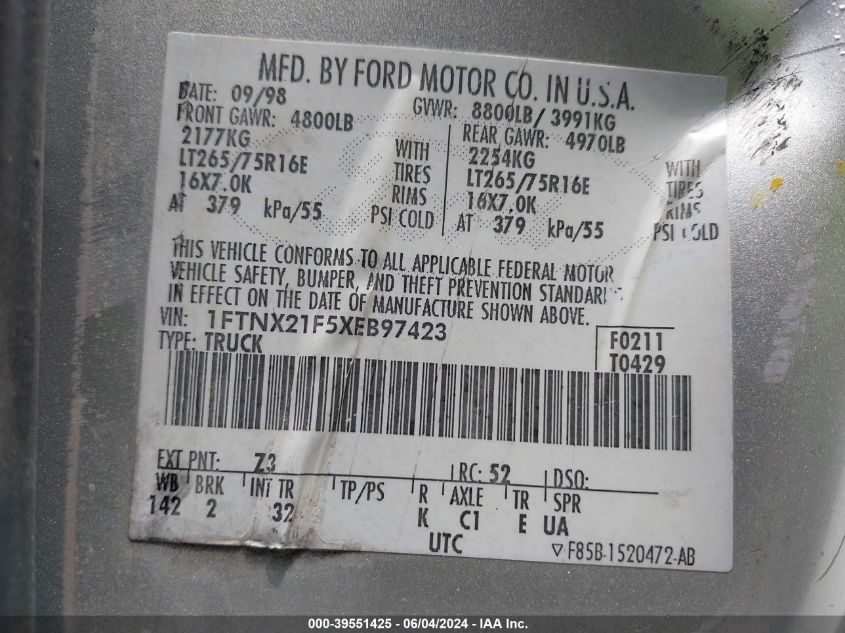 MFD. BY FORD MOTOR CO. IN U.S.A.
DATE: 09/98 GVWR: 8800LB/ 3991KG
FRONT GAWR: 4800LB REAR GAWR: 4970LB
2177KG WITH 2254KG WITH
LT265/75R16E TIRES LT265/75R16E TIRES
16X7.0K RIMS 16X7.0K RIMS
AT 379 kPa/55 PSI COLD AT 379 kPa/55 PSI COLD
THIS VEHICLE CONFORMS TO ALL APPLICABLE FEDERAL MOTOR
VEHICLE SAFETY, BUMPER, AND THEFT PREVENTION STANDARDS
IN EFFECT ON THE DATE OF MANUFACTURE SHOWN ABOVE.
VIN: 1FTNX21F5XEB97423 F0211
TYPE: TRUCK T0429
EXT PNT: Z3 RC: 52 DSO:
WB BRK INT TR TP/PS R AXLE TR SPR
142 2 32 K C1 E UA
UTC ▽F85B-1520472-AB
000-39551425 - 06/04/2024 - IAA Inc.